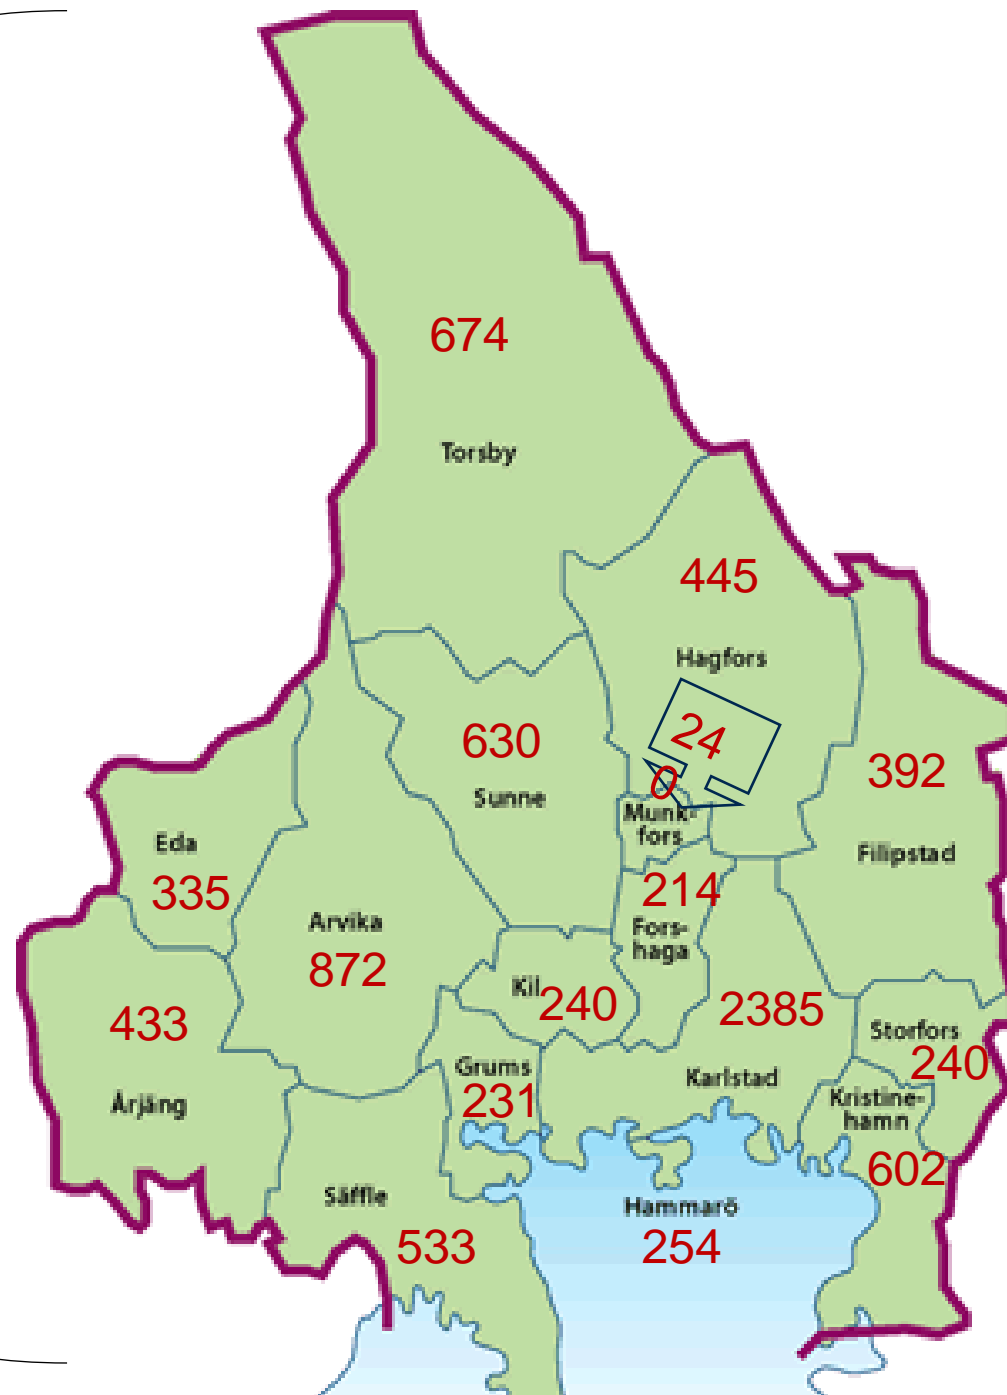 674
Torsby
445
Hagfors
24
0
630
Sunne
392
Munk-
fors
Eda
335
Filipstad
214
Arvika
872
Fors-
haga
Kil
240
2385
433
Storfors
240
Grums
231
Karlstad
Årjäng
Kristine-
hamn
602
Säffle
533
Hammarö
254